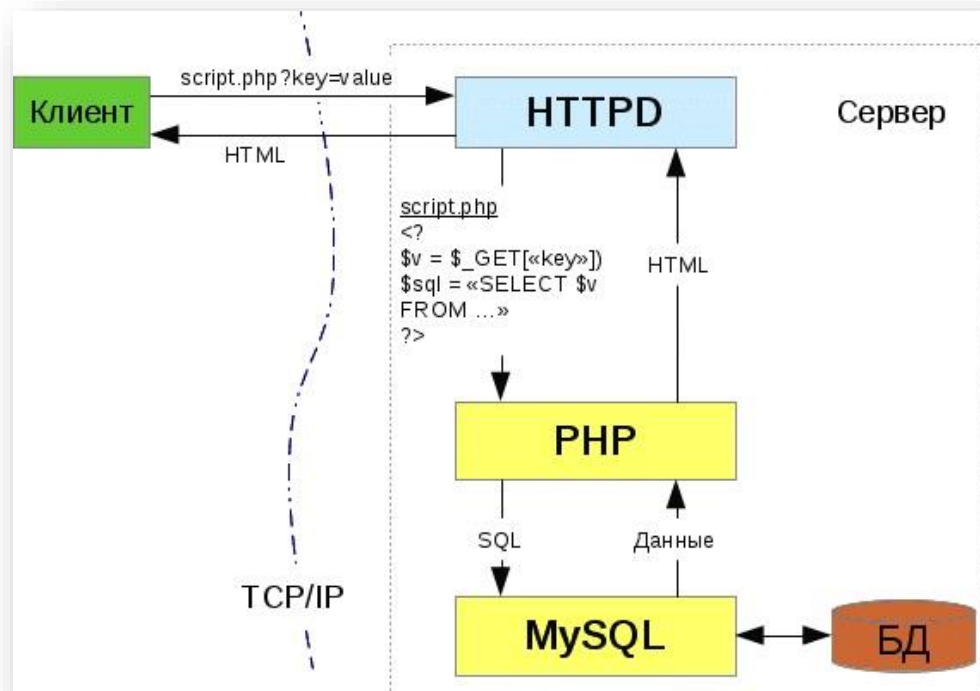 script.php?key=value
Клиент
HTTPD
Сервер
HTML
script.php
<?
$v = $_GET[«key»])
$sql = «SELECT $v
FROM ...»
?>
HTML
PHP
SQL
Данные
TCP/IP
MySQL
БД